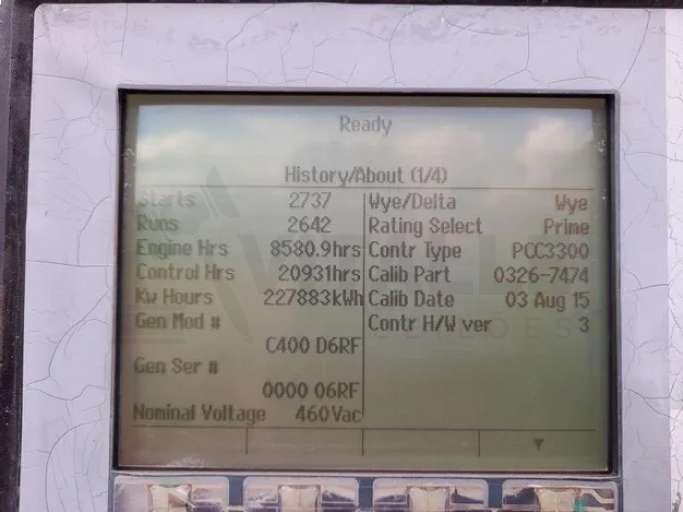 Ready
History/About (1/4)
Starts 2737 Wye/Delta Wye
Runs 2642 Rating Select Prime
Engine Hrs 8580.9hrs Contr Type PCC3300
Control Hrs 20931hrs Calib Part 0326-7474
Kw Hours 227883kWh Calib Date 03 Aug 15
Gen Mod # Contr H/W ver 3
C400 D6RF
Gen Ser #
0000 06RF
Nominal Voltage 460Vac